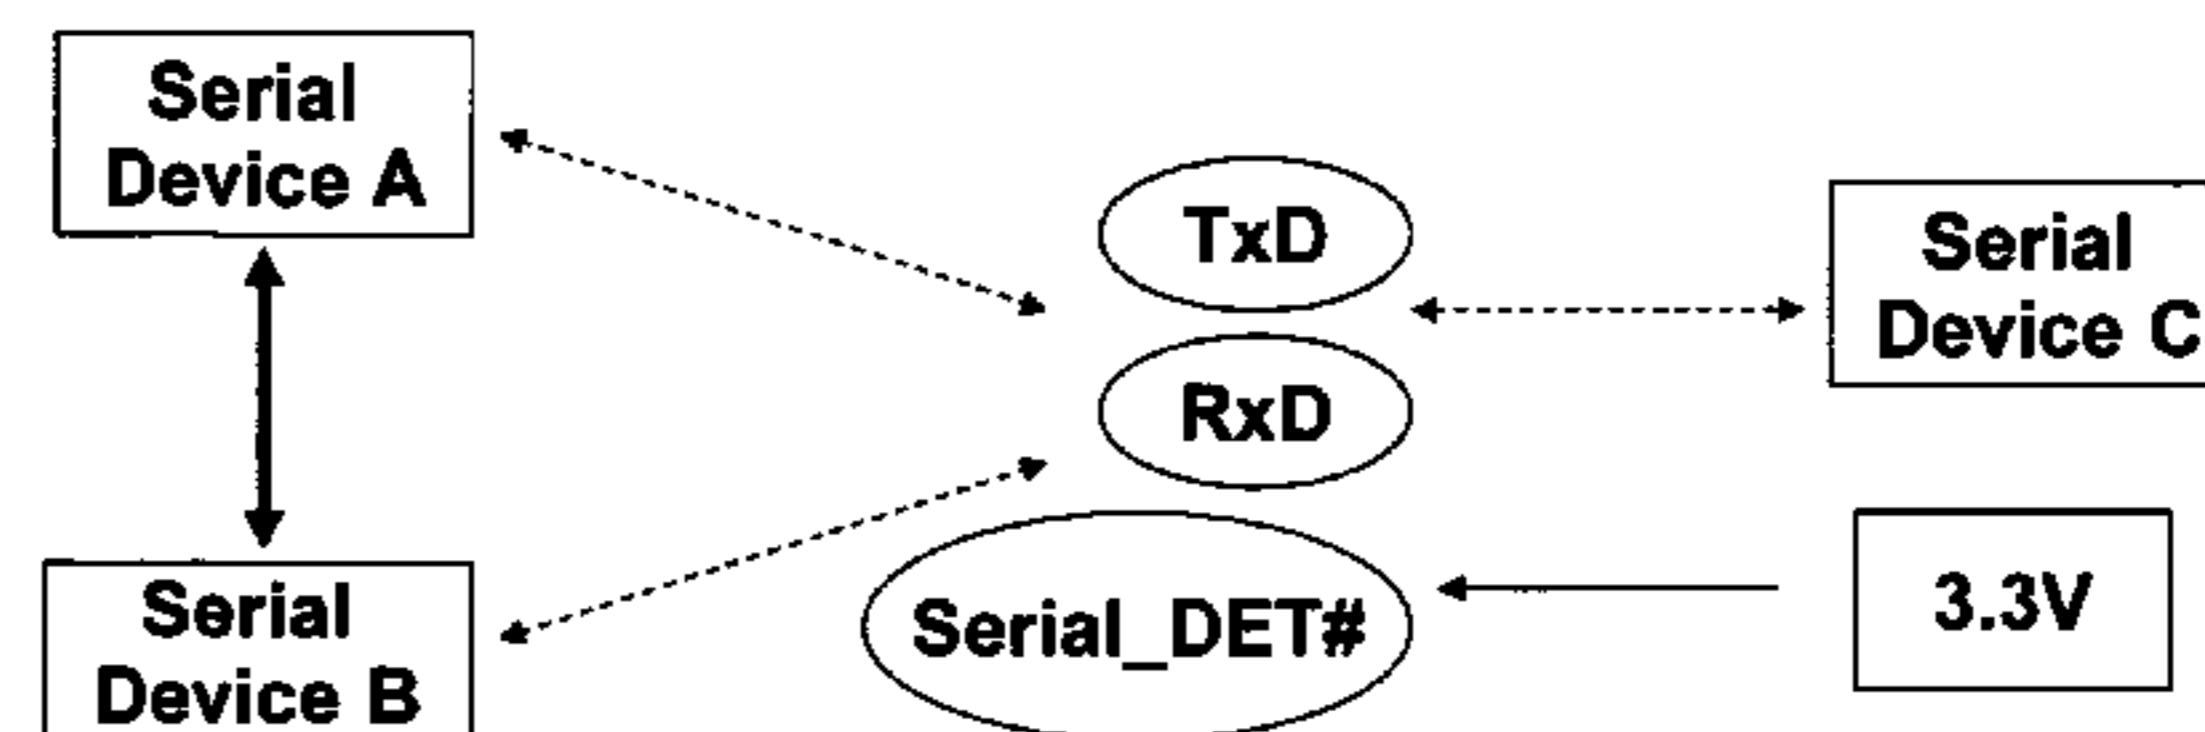 Serial
Device A
TxD
Serial
Device C
RxD
Serial
Device B
Serial_DET#
3.3V